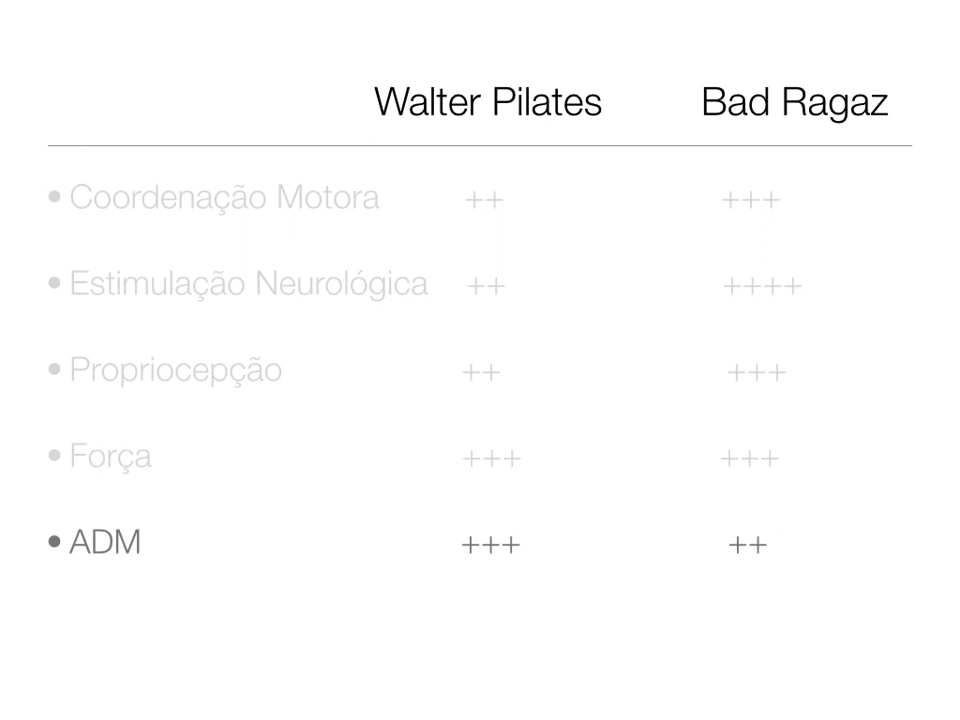 Walter Pilates Bad Ragaz
• Coordenação Motora ++ +++
• Estimulação Neurológica ++ ++++
• Propriocepção ++ +++
• Força +++ +++
• ADM +++ ++